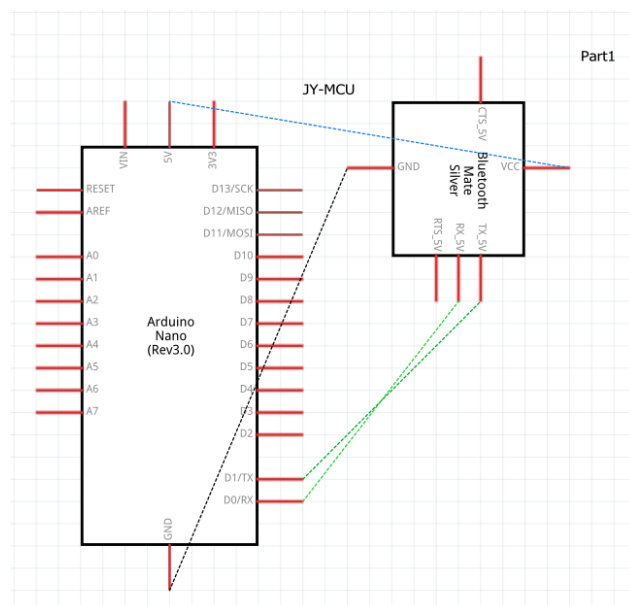 Part1
JY-MCU
CTS_5V
VIN
5V
3V3
GND
Bluetooth
Mate
Silver
VCC
RESET
D13/SCK
AREF
D12/MISO
D11/MOSI
RTS_5V
RX_5V
TX_5V
A0
D10
A1
D9
A2
D8
A3
D7
Arduino
Nano
(Rev3.0)
A4
D6
A5
D5
A6
D4
A7
D3
D2
D1/TX
D0/RX
GND